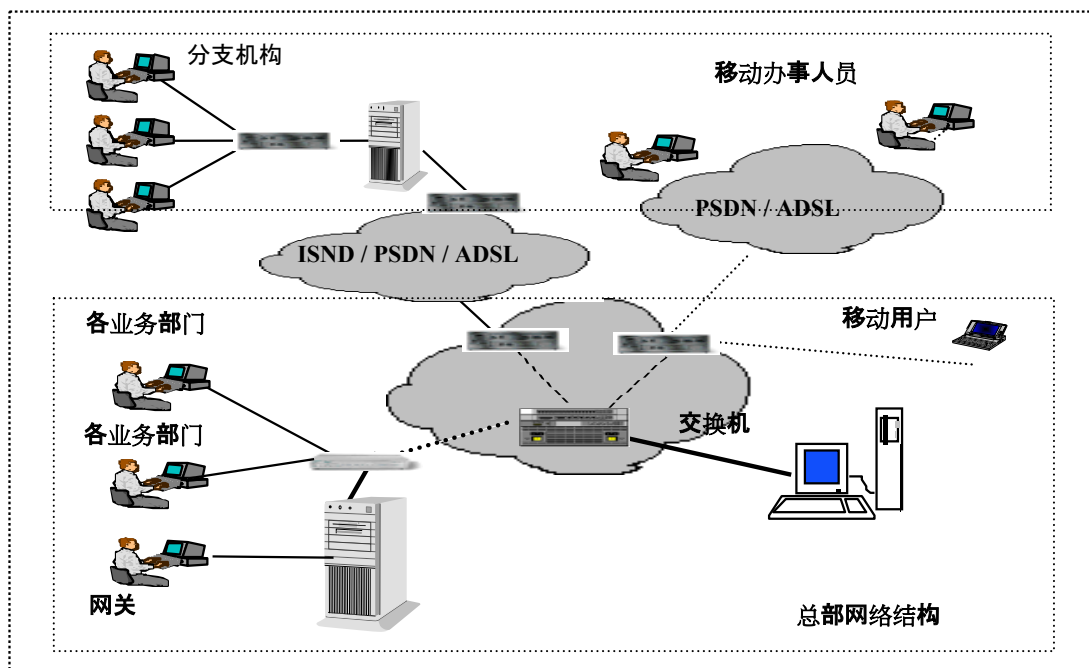 分支机构
移动办事人员
PSDN / ADSL
ISND / PSDN / ADSL
各业务部门
移动用户
各业务部门
交换机
网关
总部网络结构